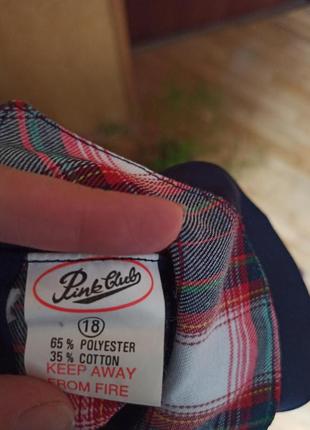 Pink Club
18
65% POLYESTER
35% COTTON
KEEP AWAY
FROM FIRE